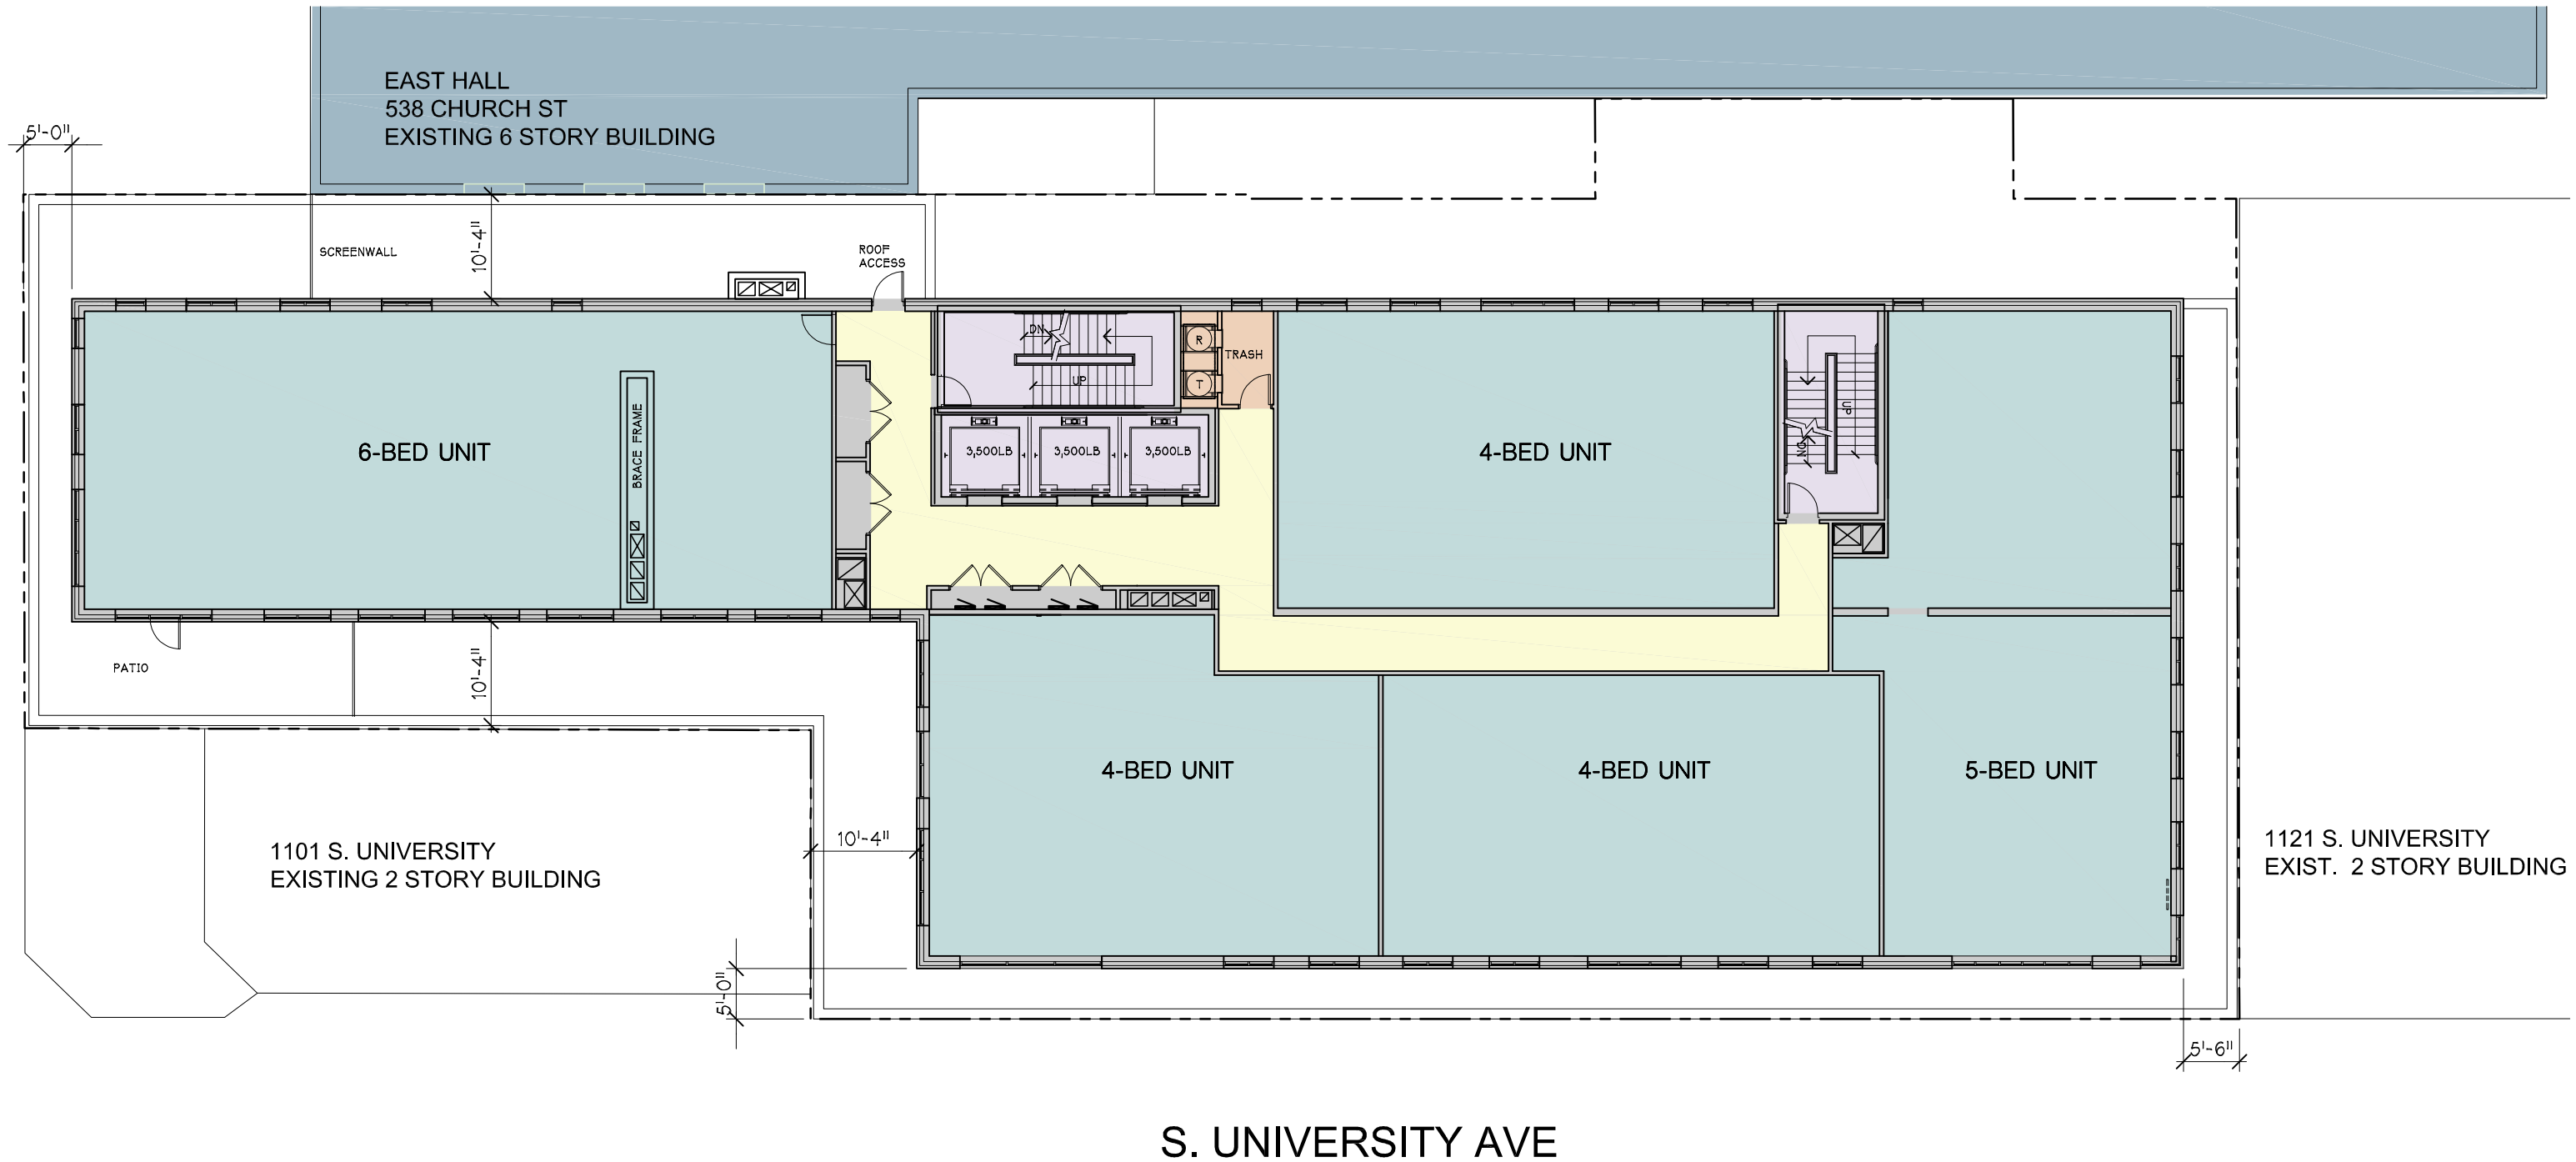 EAST HALL
538 CHURCH ST
EXISTING 6 STORY BUILDING
5'-0"
10'-4"
SCREENWALL
ROOF
ACCESS
DN
UP
R
T
TRASH
6-BED UNIT
BRACE FRAME
3,500LB
3,500LB
3,500LB
4-BED UNIT
UP
DN
PATIO
10'-4"
4-BED UNIT
4-BED UNIT
5-BED UNIT
10'-4"
1101 S. UNIVERSITY
EXISTING 2 STORY BUILDING
1121 S. UNIVERSITY
EXIST. 2 STORY BUILDING
5'-0"
5'-6"
S. UNIVERSITY AVE